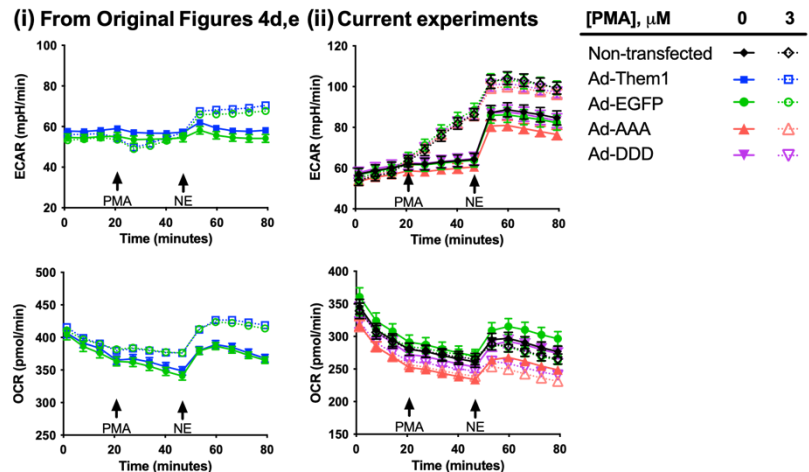 (i) From Original Figures 4d,e
(ii) Current experiments
[PMA], μM 0 3
Non-transfected
Ad-Them1
Ad-EGFP
Ad-AAA
Ad-DDD
ECAR (mpH/min)
100
80
60
40
20
PMA
NE
0 20 40 60 80
Time (minutes)
ECAR (mpH/min)
120
100
80
60
40
PMA
NE
0 20 40 60 80
Time (minutes)
OCR (pmol/min)
500
450
400
350
300
250
PMA
NE
0 20 40 60 80
Time (minutes)
OCR (pmol/min)
400
350
300
250
200
150
PMA
NE
0 20 40 60 80
Time (minutes)